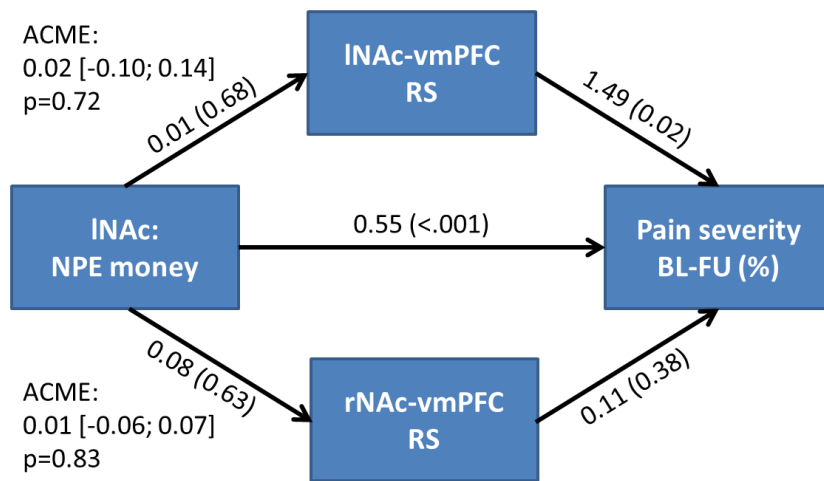 ACME:
0.02 [-0.10; 0.14]
p=0.72
0.01 (0.68)
lNAc-vmPFC
RS
1.49 (0.02)
lNAc:
NPE money
0.55 (<.001)
Pain severity
BL-FU (%)
ACME:
0.01 [-0.06; 0.07]
p=0.83
0.08 (0.63)
rNAc-vmPFC
RS
0.11 (0.38)